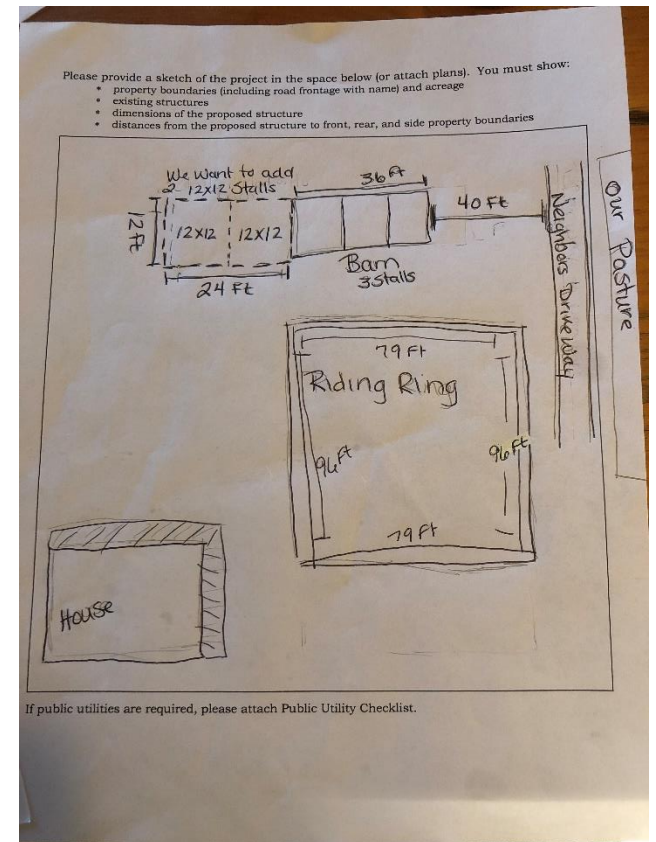 Please provide a sketch of the project in the space below (or attach plans). You must show:
• property boundaries (including road frontage with name) and acreage
• existing structures
• dimensions of the proposed structure
• distances from the proposed structure to front, rear, and side property boundaries
We Want to add
2 12x12 Stalls
36 Ft
40 Ft
12 Ft
12x12
12x12
24 Ft
Barn
3 Stalls
Neighbors Driveway
Our Pasture
79 Ft
Riding Ring
96 Ft
96 Ft
79 Ft
House
If public utilities are required, please attach Public Utility Checklist.